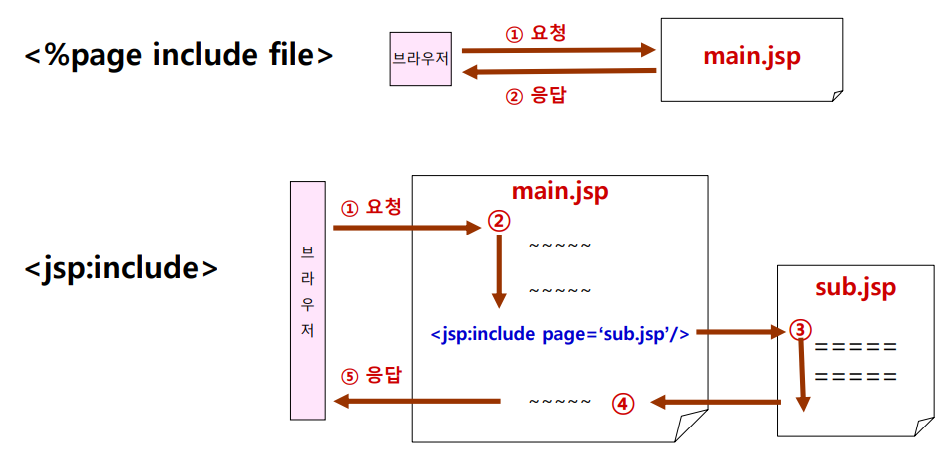 <%page include file>
브라우저
① 요청
② 응답
main.jsp
<jsp:include>
브
라
우
저
① 요청
main.jsp
②
~~~~~
~~~~~
<jsp:include page=‘sub.jsp’/>
~~~~~
④
⑤ 응답
sub.jsp
③
=====
=====